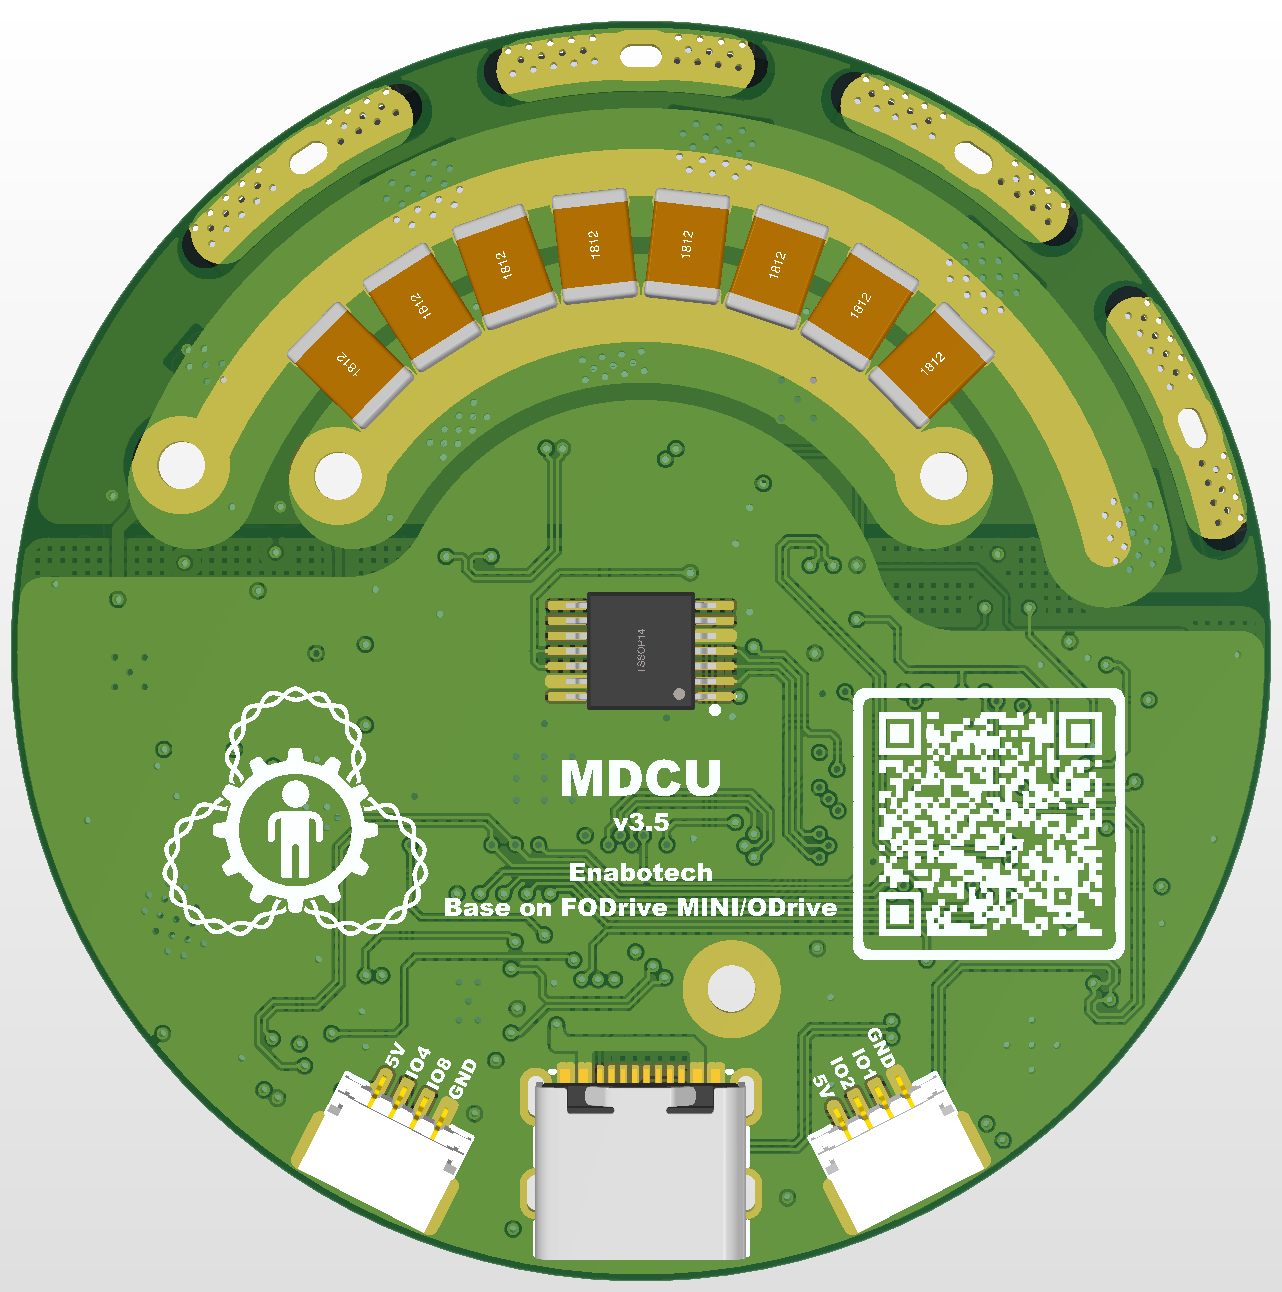 1812
1812
1812
1812
1812
1812
1812
1812
TSSOP14
MDCU
v3.5
Enabotech
Base on FODrive MINI/ODrive
5V
IO4
IO8
GND
5V
IO2
IO1
GND